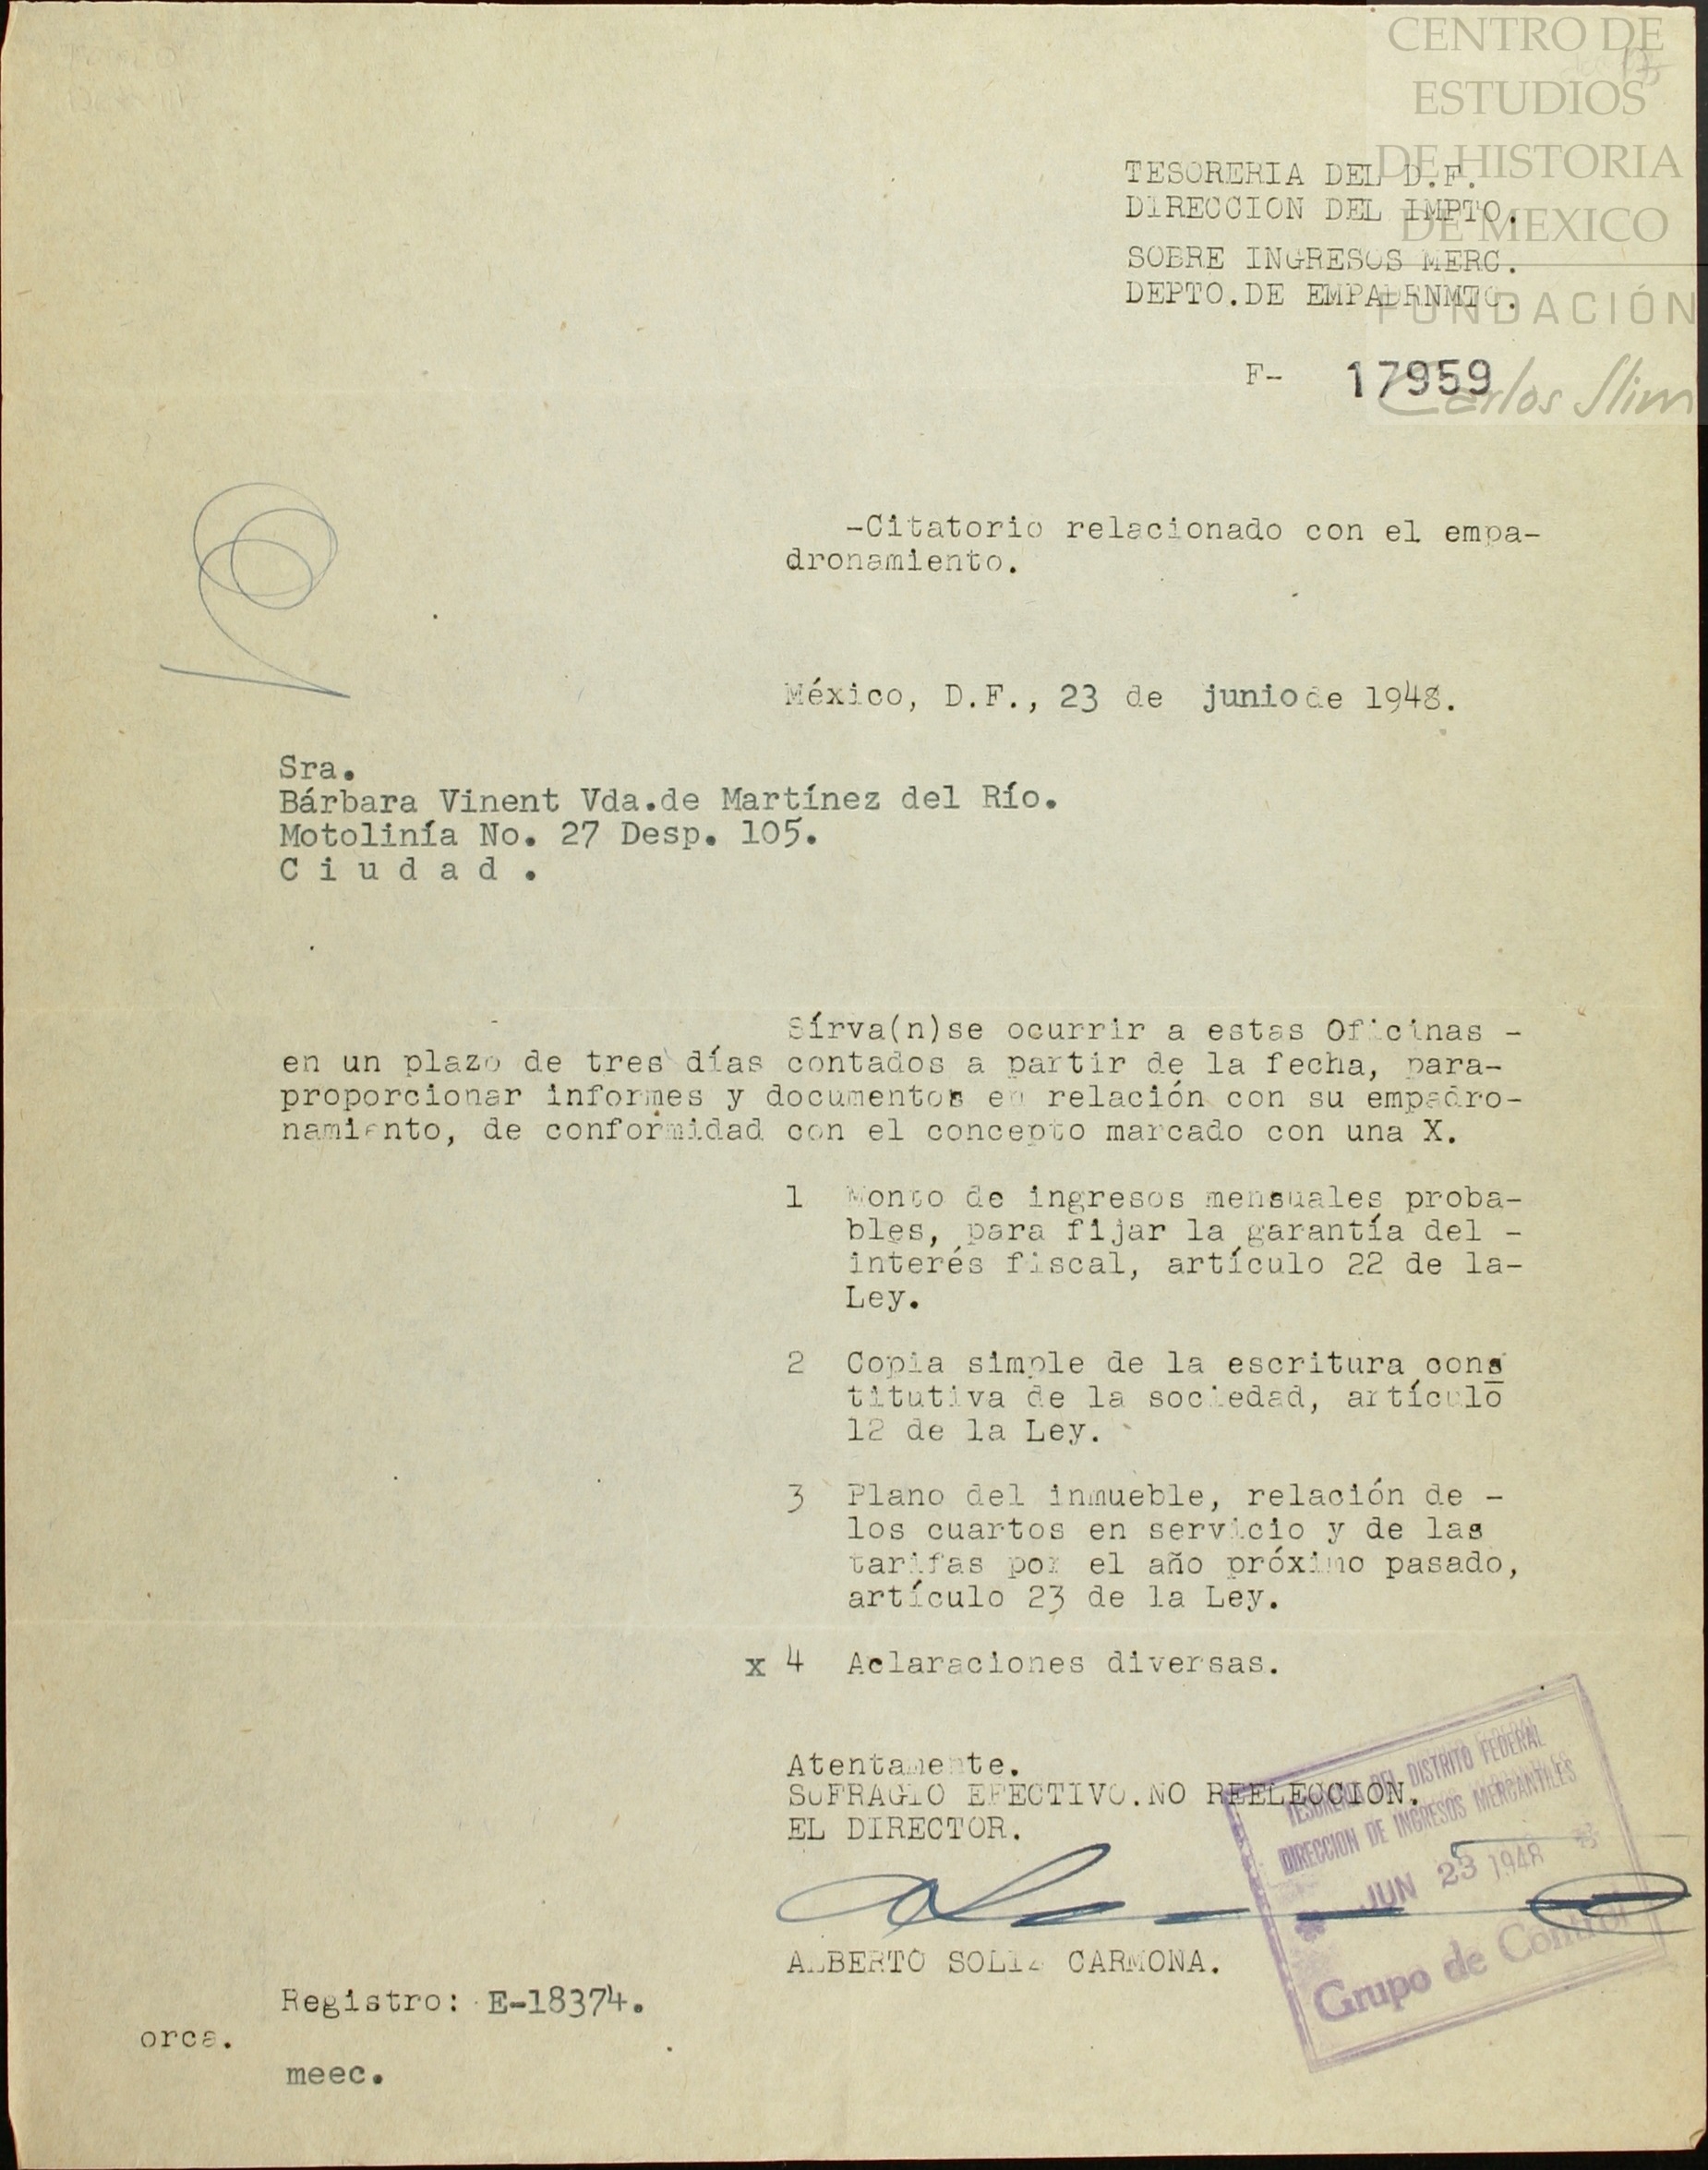 CENTRO DE
ESTUDIOS
DE HISTORIA
DE MEXICO
FUNDACIÓN
Carlos Slim
TESORERIA DEL D.F.
DIRECCION DEL IMPTO.
SOBRE INGRESOS MERC.
DEPTO.DE EMPADRNMTO.
F- 17959
-Citatorio relacionado con el empa-
dronamiento.
México, D.F., 23 de junio de 1948.
Sra.
Bárbara Vinent Vda.de Martínez del Río.
Motolinía No. 27 Desp. 105.
C i u d a d .
Sírva(n)se ocurrir a estas Oficinas -
en un plazo de tres días contados a partir de la fecha, para-
proporcionar informes y documentos en relación con su empadro-
namiento, de conformidad con el concepto marcado con una X.
1 Monto de ingresos mensuales proba-
bles, para fijar la garantía del -
interés fiscal, artículo 22 de la-
Ley.
2 Copia simple de la escritura cons
titutiva de la sociedad, artículo
12 de la Ley.
3 Plano del inmueble, relación de -
los cuartos en servicio y de las
tarifas por el año próximo pasado,
artículo 23 de la Ley.
x 4 Aclaraciones diversas.
Atentamente.
SUFRAGIO EFECTIVO.NO REELECCION.
EL DIRECTOR.
ALBERTO SOLIS CARMONA.
TESORERIA DEL DISTRITO FEDERAL
DIRECCION DE INGRESOS MERCANTILES
JUN 23 1948
Grupo de Control
Registro: E-18374.
orca.
meec.